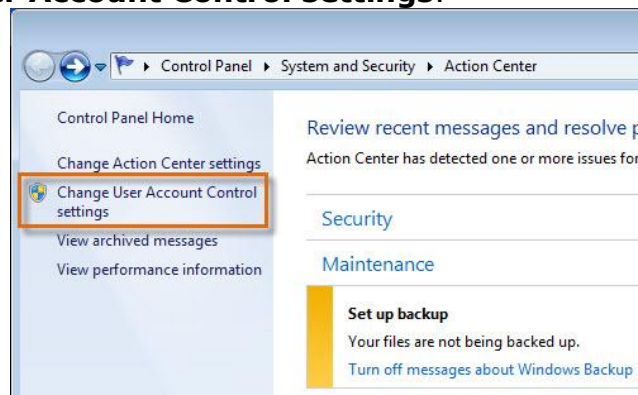 Account Control settings.
Control Panel ▸ System and Security ▸ Action Center
Control Panel Home
Change Action Center settings
Change User Account Control
settings
View archived messages
View performance information
Review recent messages and resolve p
Action Center has detected one or more issues for
Security
Maintenance
Set up backup
Your files are not being backed up.
Turn off messages about Windows Backup